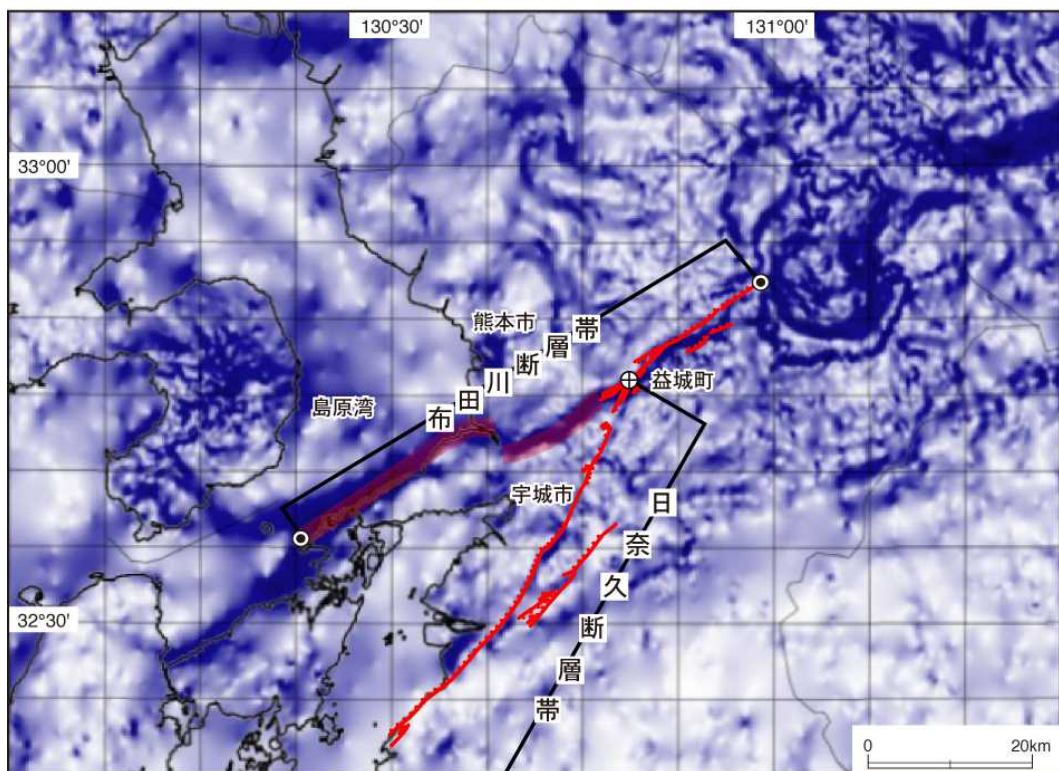 130°30'
131°00'
33°00'
熊本市
布田川断層帯
島原湾
益城町
宇城市
日奈久断層帯
32°30'
0 20km